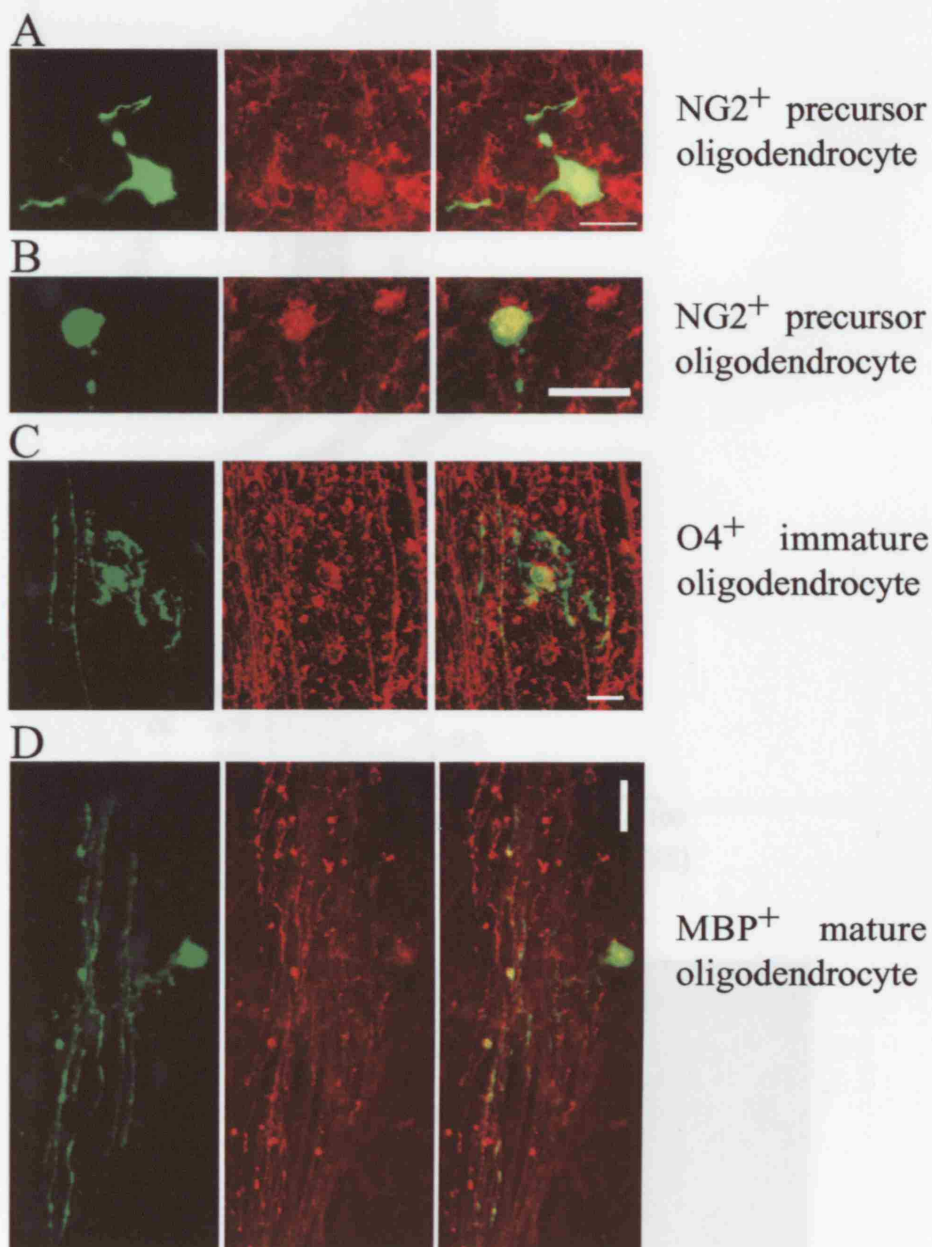 A
NG2+ precursor
oligodendrocyte
B
NG2+ precursor
oligodendrocyte
C
O4+ immature
oligodendrocyte
D
MBP+ mature
oligodendrocyte